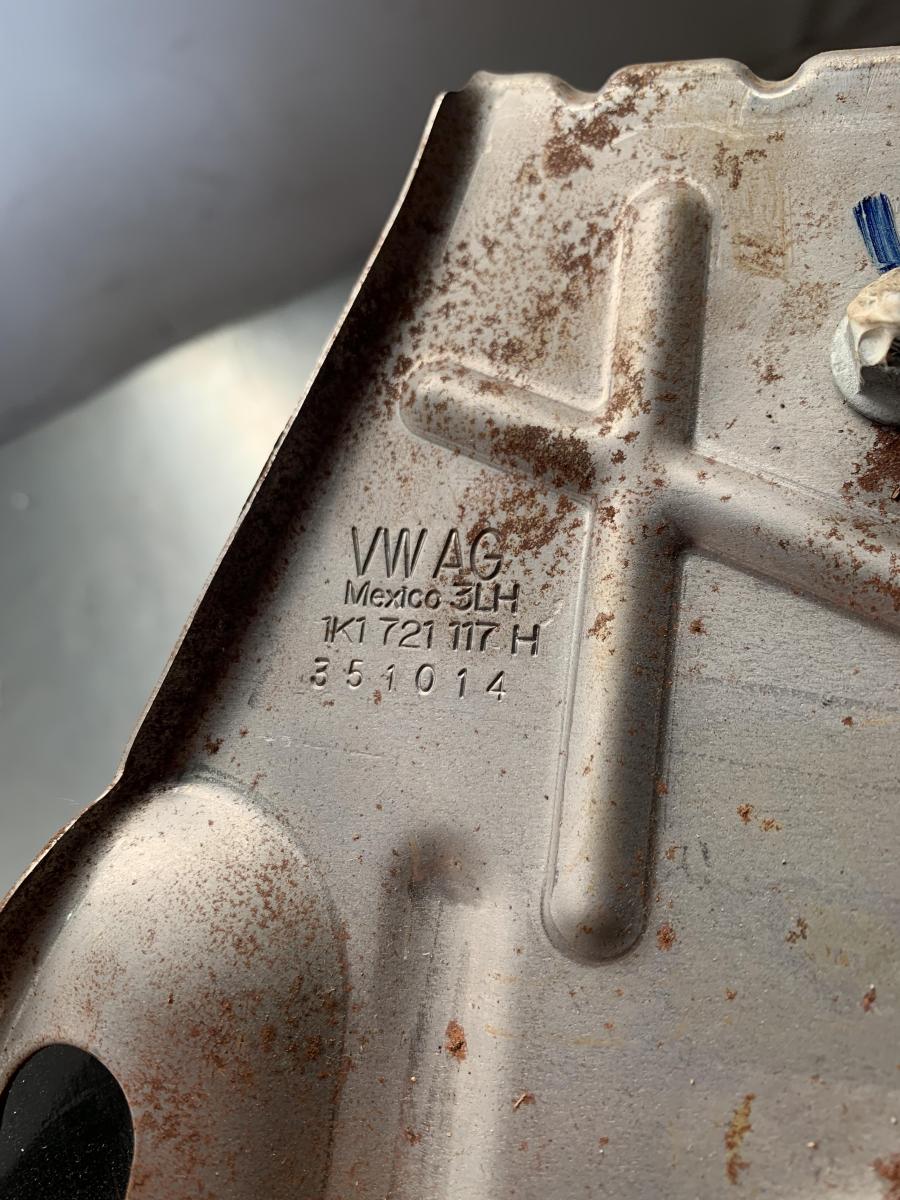 VW AG
Mexico 3LH
1K1 721 117 H
351014